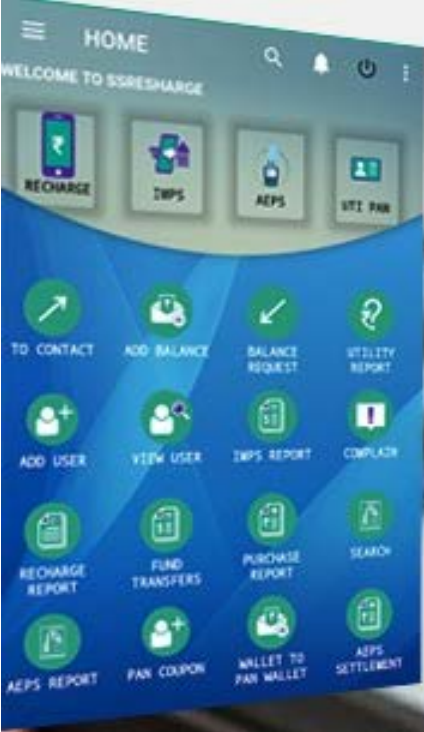 HOME
WELCOME TO SSRESHARGE
RECHARGE IMPS AEPS UTI PAN
TO CONTACT ADD BALANCE BALANCE REQUEST UTILITY REPORT
ADD USER VIEW USER IMPS REPORT COMPLAIN
RECHARGE REPORT FUND TRANSFERS PURCHASE REPORT SEARCH
AEPS REPORT PAN COUPON WALLET TO PAN WALLET AEPS SETTLEMENT